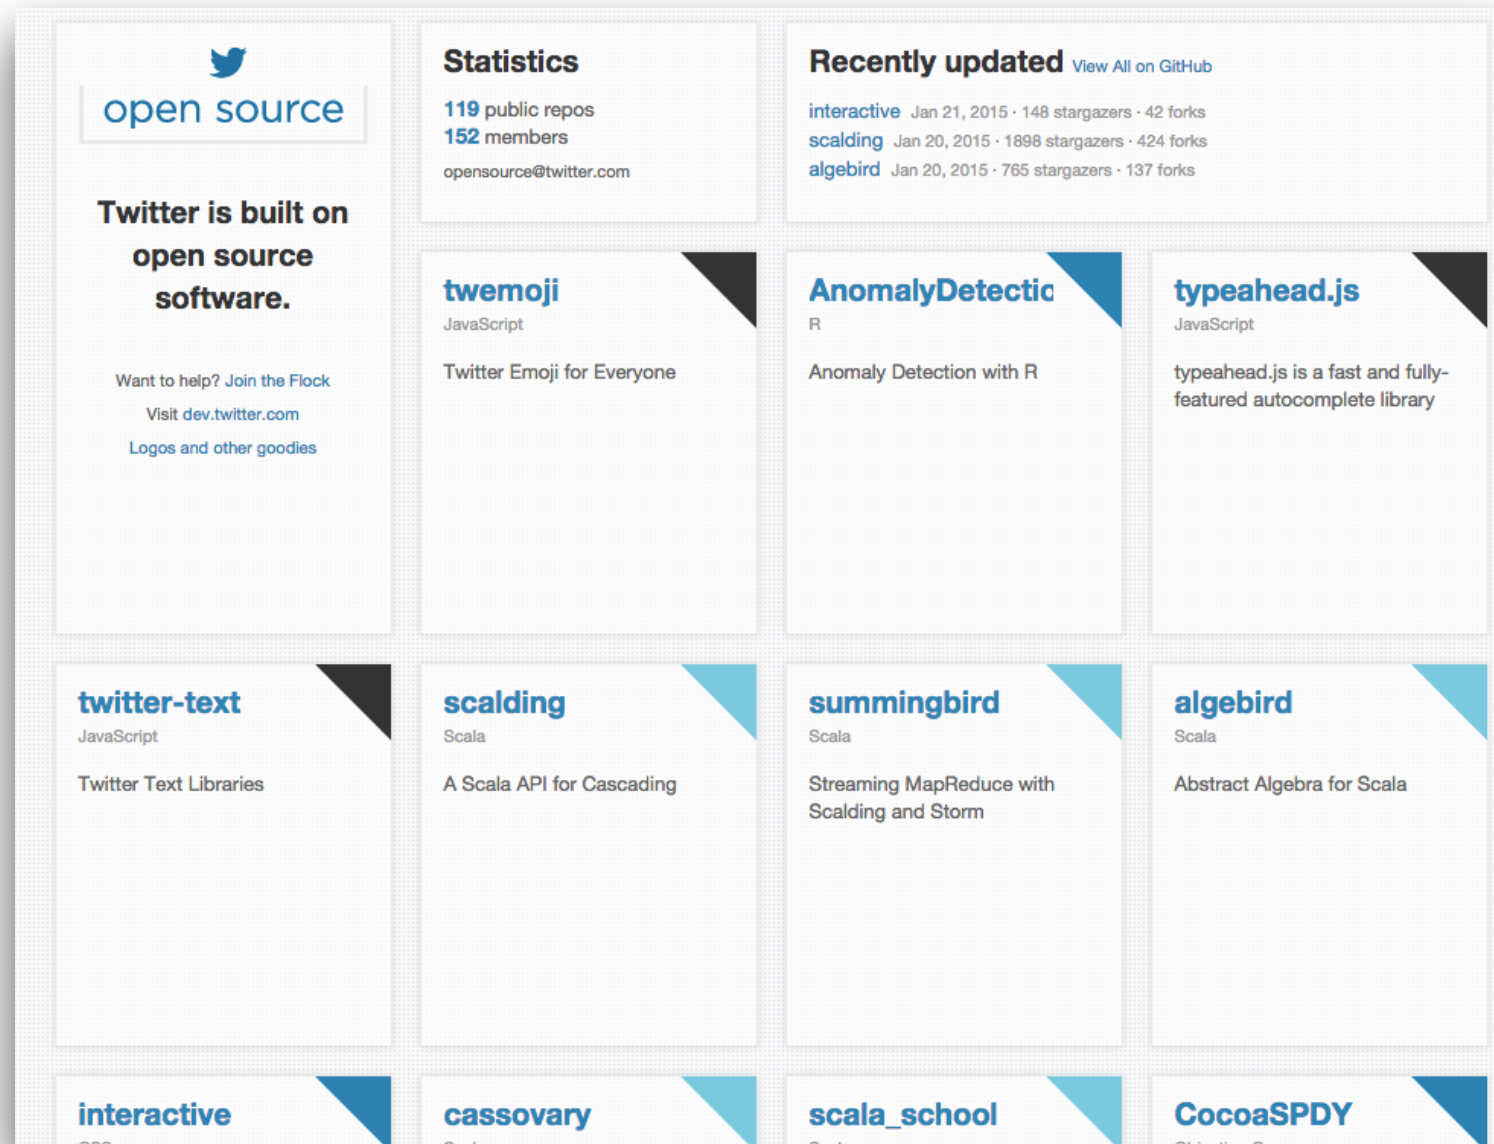 open source
Twitter is built on
open source
software.
Want to help? Join the Flock
Visit dev.twitter.com
Logos and other goodies
Statistics
119 public repos
152 members
opensource@twitter.com
Recently updated View All on GitHub
interactive Jan 21, 2015 · 148 stargazers · 42 forks
scalding Jan 20, 2015 · 1898 stargazers · 424 forks
algebird Jan 20, 2015 · 765 stargazers · 137 forks
twemoji
JavaScript
Twitter Emoji for Everyone
AnomalyDetectio
R
Anomaly Detection with R
typeahead.js
JavaScript
typeahead.js is a fast and fully-
featured autocomplete library
twitter-text
JavaScript
Twitter Text Libraries
scalding
Scala
A Scala API for Cascading
summingbird
Scala
Streaming MapReduce with
Scalding and Storm
algebird
Scala
Abstract Algebra for Scala
interactive
cassovary
scala_school
CocoaSPDY